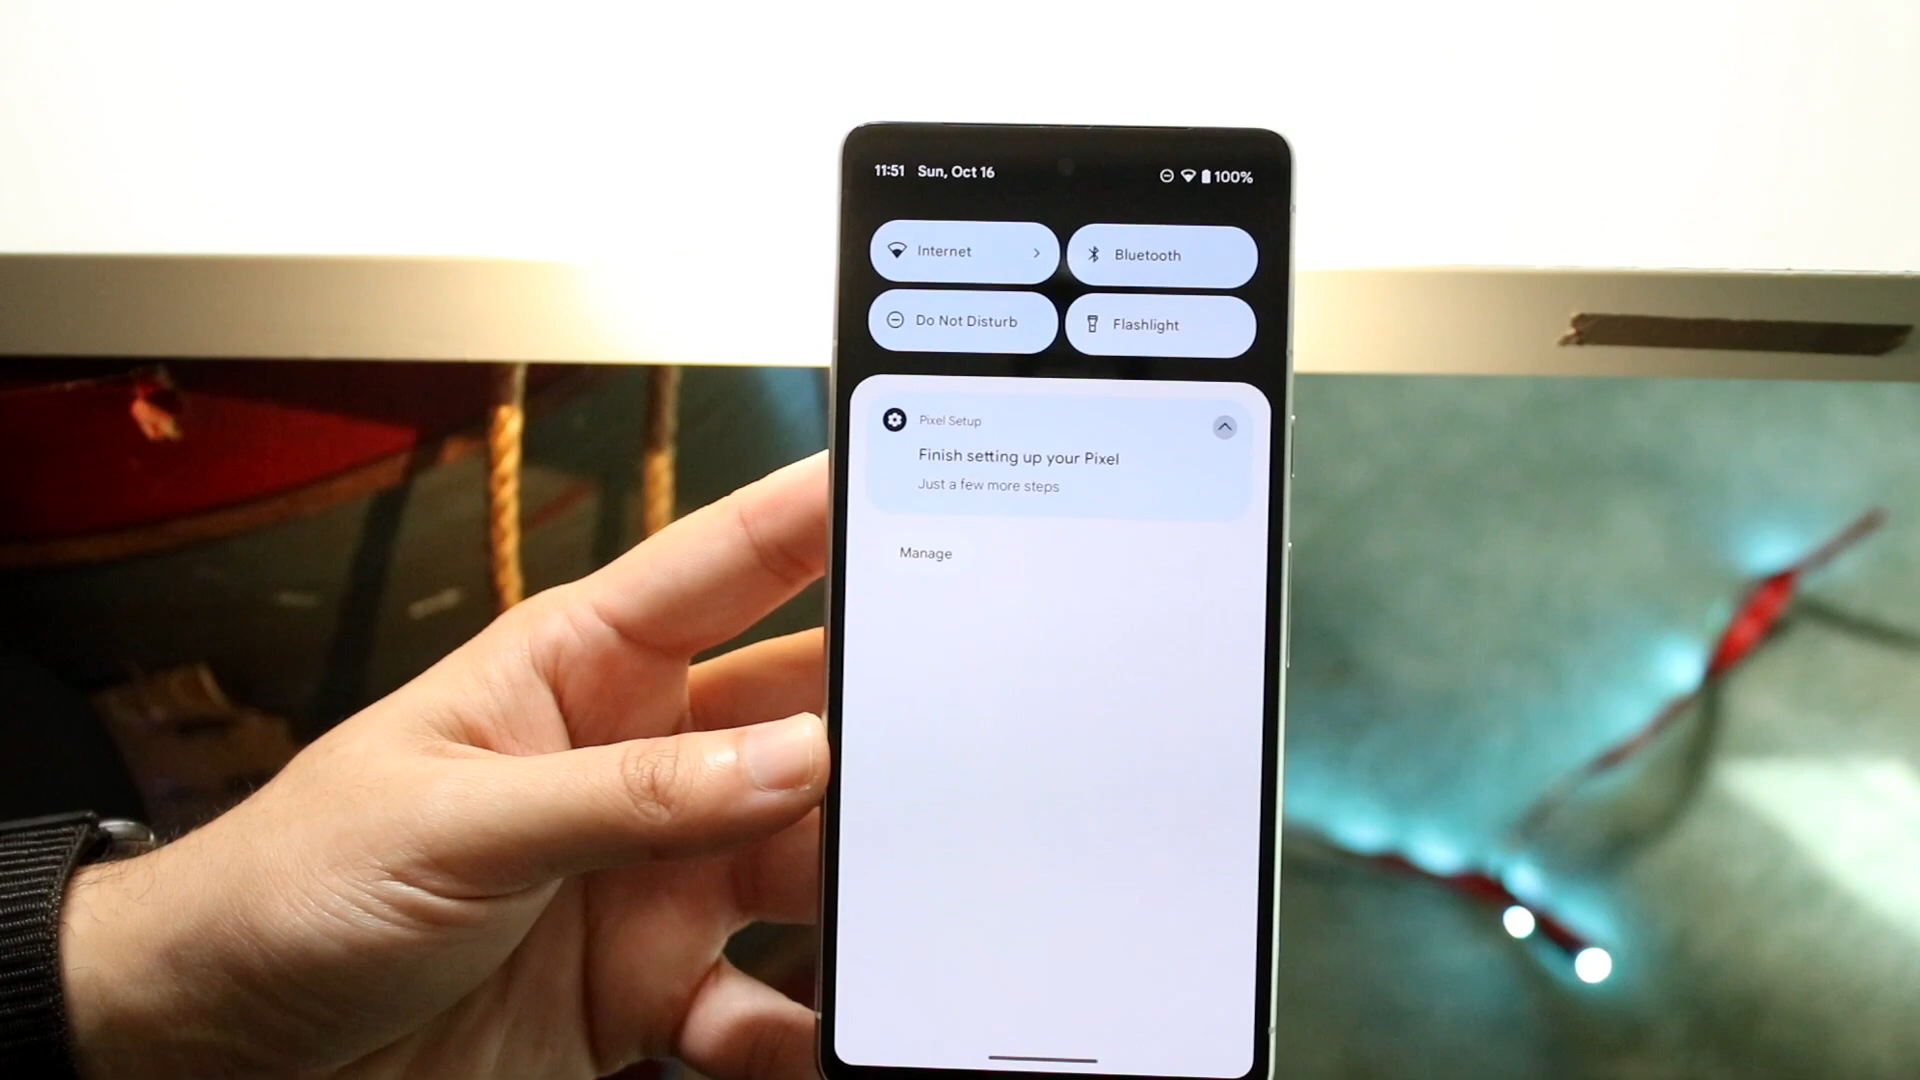 11:51 Sun, Oct 16 100%
Internet Bluetooth
Do Not Disturb Flashlight
Pixel Setup
Finish setting up your Pixel
Just a few more steps
Manage